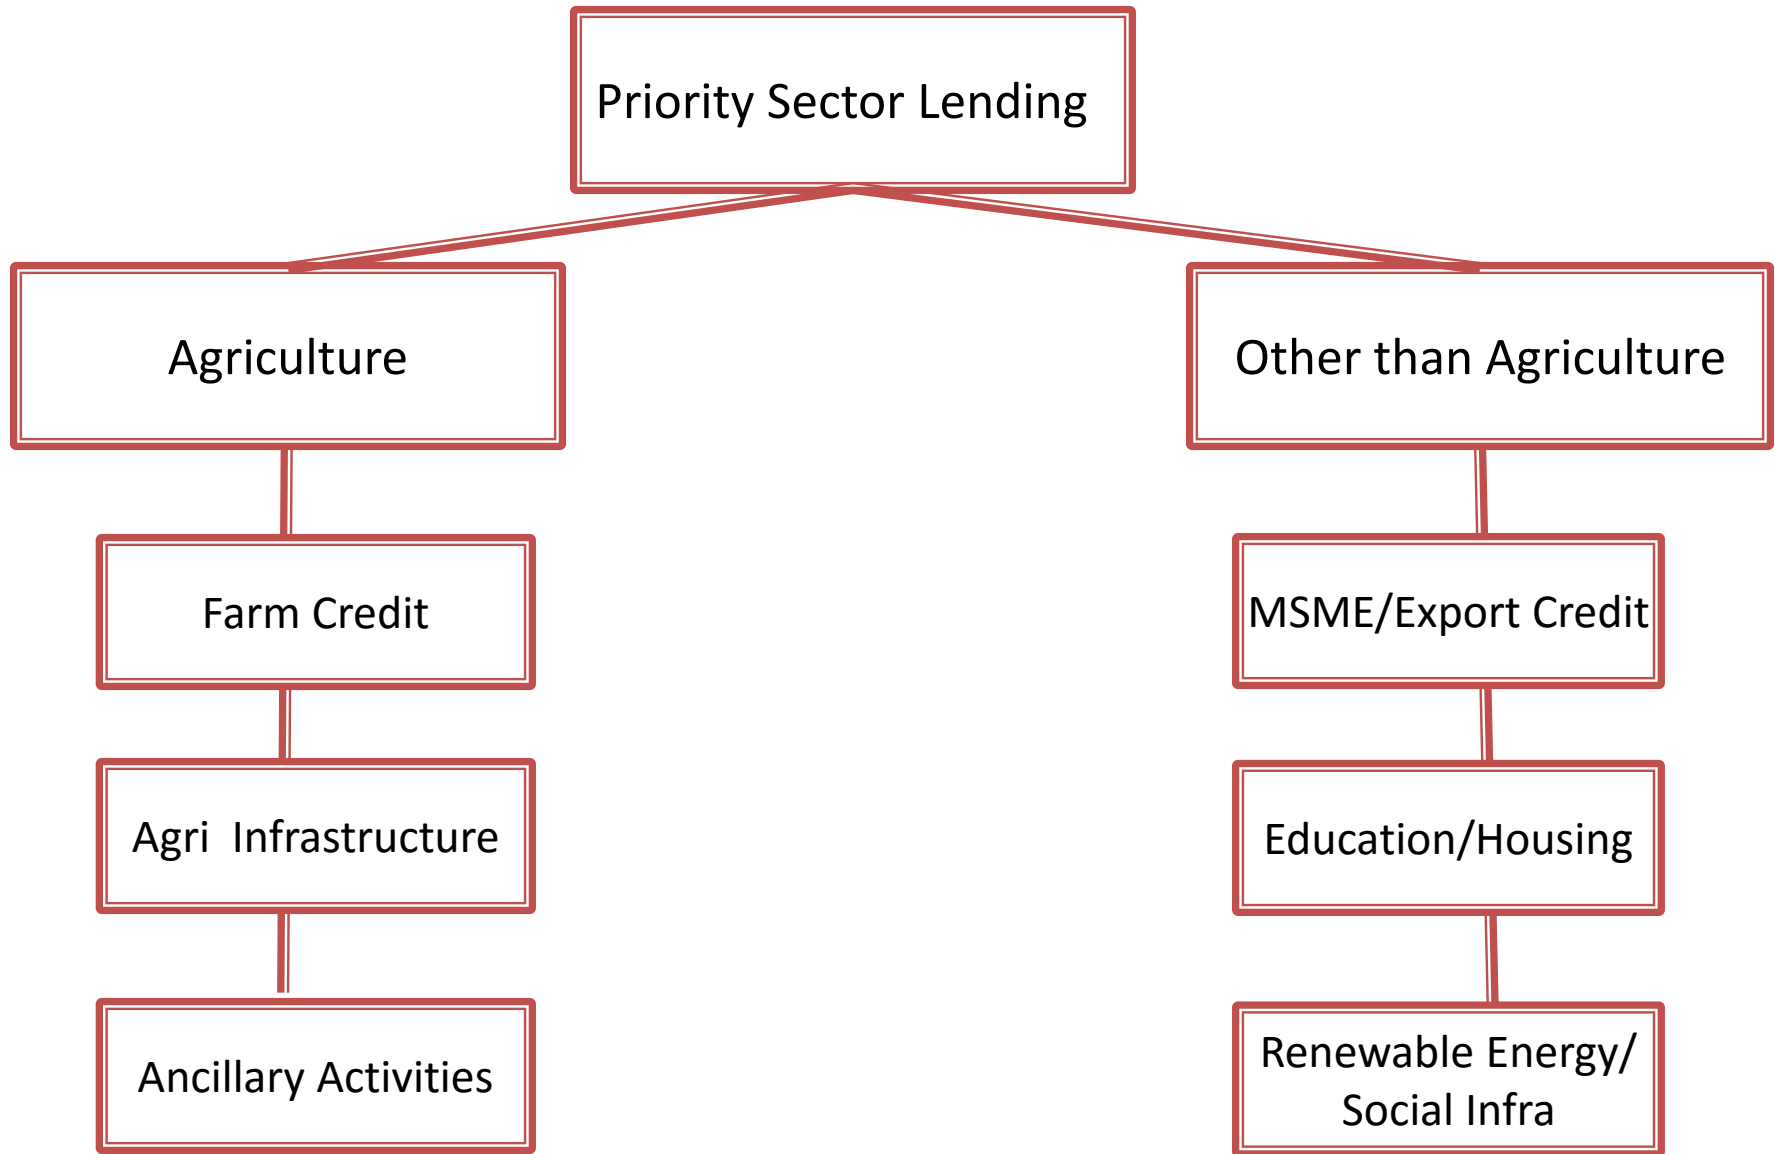 Priority Sector Lending
Agriculture
Other than Agriculture
Farm Credit
MSME/Export Credit
Agri  Infrastructure
Education/Housing
Ancillary Activities
Renewable Energy/
Social Infra